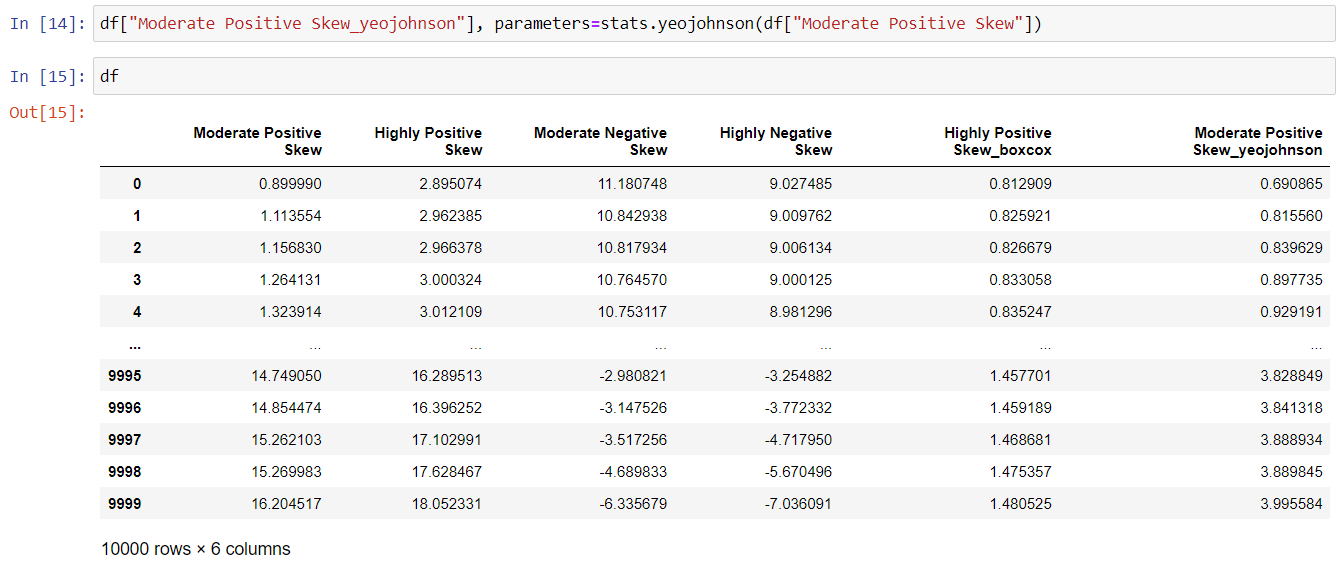 In [14]: df["Moderate Positive Skew_yeojohnson"], parameters=stats.yeojohnson(df["Moderate Positive Skew"])
In [15]: df
Out[15]:
Moderate Positive Skew Highly Positive Skew Moderate Negative Skew Highly Negative Skew Highly Positive Skew_boxcox Moderate Positive Skew_yeojohnson
0 0.899990 2.895074 11.180748 9.027485 0.812909 0.690865
1 1.113554 2.962385 10.842938 9.009762 0.825921 0.815560
2 1.156830 2.966378 10.817934 9.006134 0.826679 0.839629
3 1.264131 3.000324 10.764570 9.000125 0.833058 0.897735
4 1.323914 3.012109 10.753117 8.981296 0.835247 0.929191
... ... ... ... ... ... ...
9995 14.749050 16.289513 -2.980821 -3.254882 1.457701 3.828849
9996 14.854474 16.396252 -3.147526 -3.772332 1.459189 3.841318
9997 15.262103 17.102991 -3.517256 -4.717950 1.468681 3.888934
9998 15.269983 17.628467 -4.689833 -5.670496 1.475357 3.889845
9999 16.204517 18.052331 -6.335679 -7.036091 1.480525 3.995584
10000 rows × 6 columns